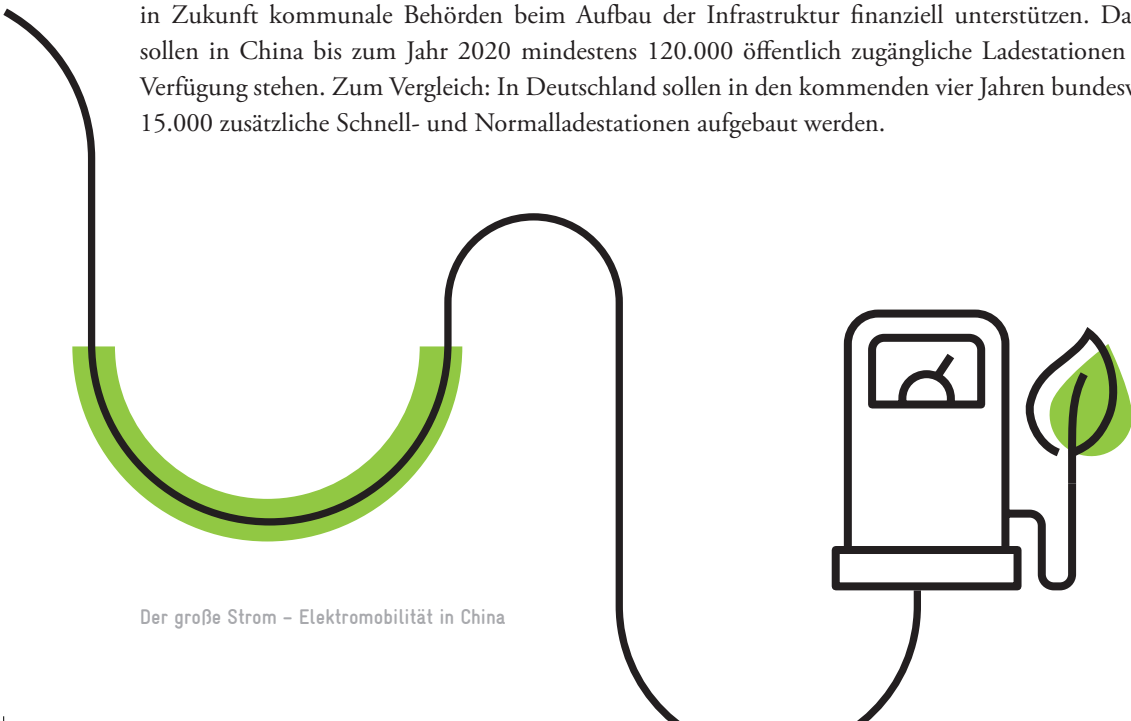 in Zukunft kommunale Behörden beim Aufbau der Infrastruktur finanziell unterstützen. Da
sollen in China bis zum Jahr 2020 mindestens 120.000 öffentlich zugängliche Ladestationen
Verfügung stehen. Zum Vergleich: In Deutschland sollen in den kommenden vier Jahren bundesw
15.000 zusätzliche Schnell- und Normalladestationen aufgebaut werden.
Der große Strom – Elektromobilität in China